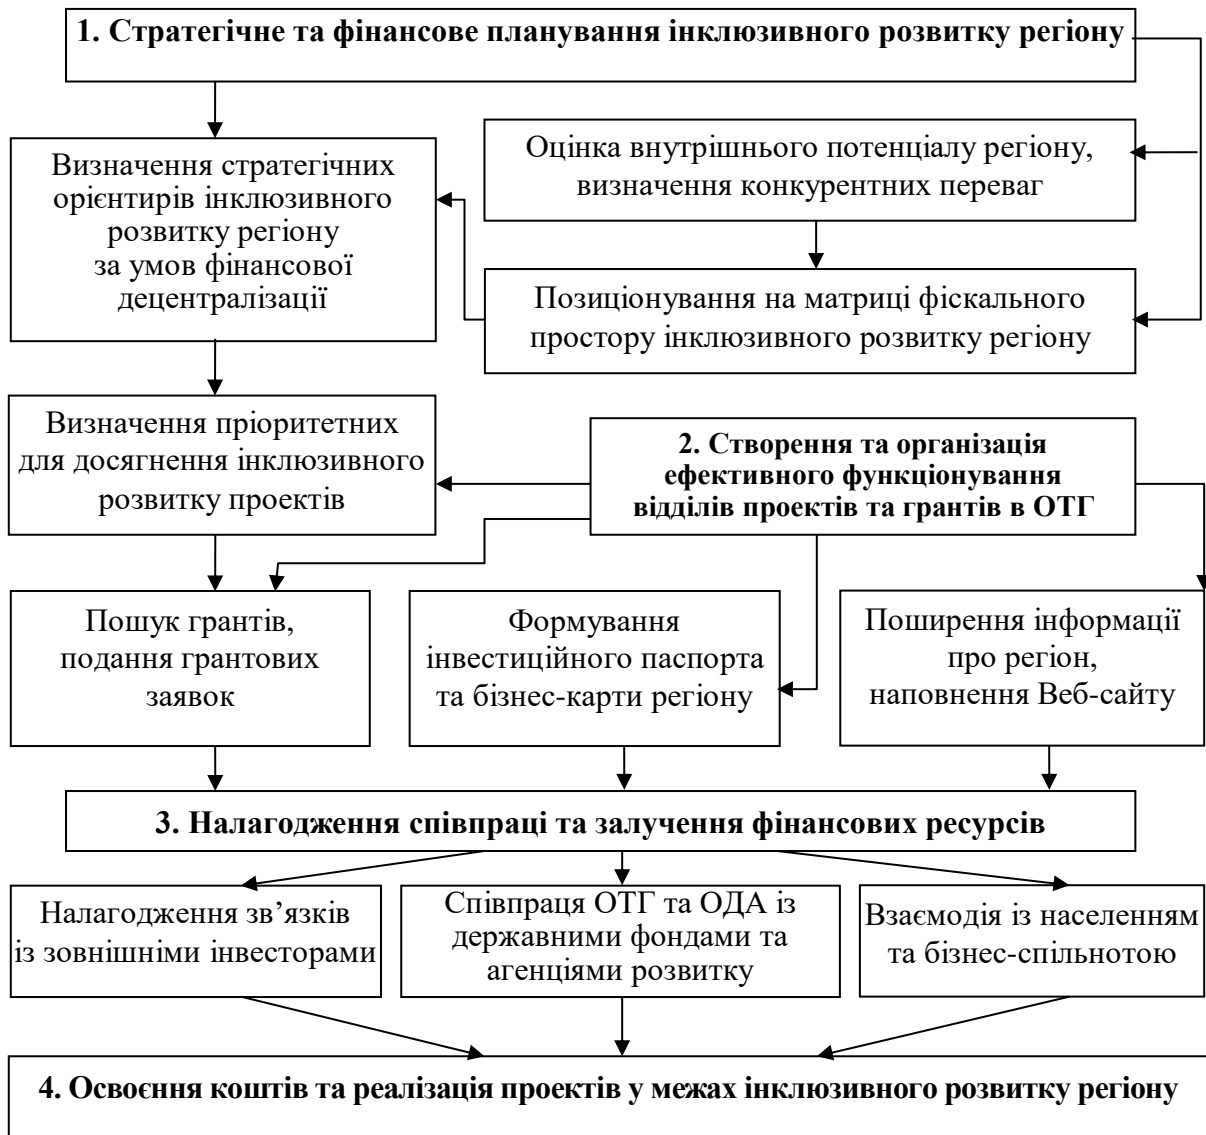 1. Стратегічне та фінансове планування інклюзивного розвитку регіону
Визначення стратегічних
орієнтирів інклюзивного
розвитку регіону
за умов фінансової
децентралізації
Оцінка внутрішнього потенціалу регіону,
визначення конкурентних переваг
Позиціонування на матриці фіскального
простору інклюзивного розвитку регіону
Визначення пріоритетних
для досягнення інклюзивного
розвитку проектів
2. Створення та організація
ефективного функціонування
відділів проектів та грантів в ОТГ
Пошук грантів,
подання грантових
заявок
Формування
інвестиційного паспорта
та бізнес-карти регіону
Поширення інформації
про регіон,
наповнення Веб-сайту
3. Налагодження співпраці та залучення фінансових ресурсів
Налагодження зв’язків
із зовнішніми інвесторами
Співпраця ОТГ та ОДА із
державними фондами та
агенціями розвитку
Взаємодія із населенням
та бізнес-спільнотою
4. Освоєння коштів та реалізація проектів у межах інклюзивного розвитку регіону